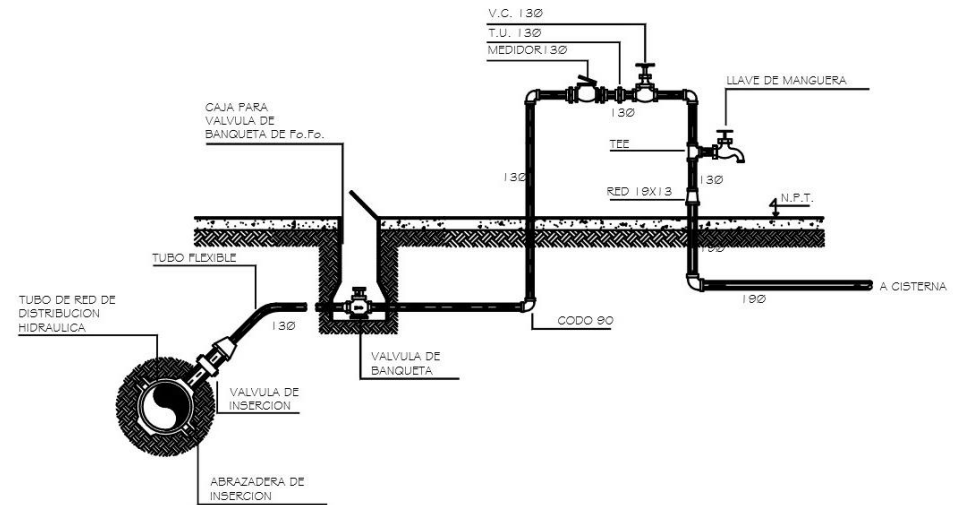 V.C. 13Ø
T.U. 13Ø
MEDIDOR13Ø
LLAVE DE MANGUERA
CAJA PARA
VALVULA DE
BANQUETA DE Fo.Fo.
13Ø
TEE
13Ø
13Ø
RED 19X13
N.P.T.
19Ø
TUBO FLEXIBLE
A CISTERNA
19Ø
TUBO DE RED DE
DISTRIBUCION
HIDRAULICA
13Ø
CODO 90
VALVULA DE
BANQUETA
VALVULA DE
INSERCION
ABRAZADERA DE
INSERCION